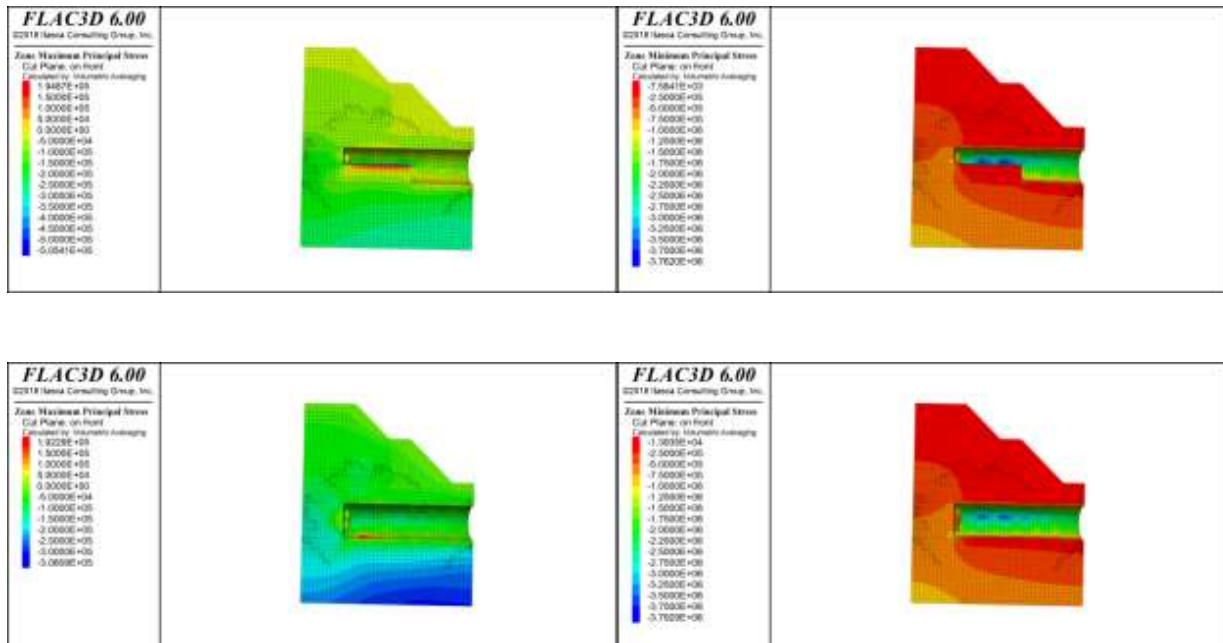 FLAC3D 6.00
©2018 Itasca Consulting Group, Inc.
Zone Maximum Principal Stress
Cut Plane: on front
Calculated by: Volumetric Averaging
1.5000E+05
1.0000E+05
5.0000E+04
0.0000E+00
-5.0000E+04
-1.0000E+05
-1.5000E+05
-2.0000E+05
-2.5000E+05
-3.0000E+05
-3.5000E+05
-4.0000E+05
-4.5000E+05
-5.0000E+05
FLAC3D 6.00
©2018 Itasca Consulting Group, Inc.
Zone Minimum Principal Stress
Cut Plane: on front
Calculated by: Volumetric Averaging
-2.5000E+05
-5.0000E+05
-7.5000E+05
-1.0000E+06
-1.2500E+06
-1.5000E+06
-1.7500E+06
-2.0000E+06
-2.2500E+06
-2.5000E+06
-2.7500E+06
-3.0000E+06
-3.2500E+06
-3.5000E+06
-3.7500E+06
-3.7620E+06
FLAC3D 6.00
©2018 Itasca Consulting Group, Inc.
Zone Maximum Principal Stress
Cut Plane: on front
Calculated by: Volumetric Averaging
1.5000E+05
1.0000E+05
5.0000E+04
0.0000E+00
-5.0000E+04
-1.0000E+05
-1.5000E+05
-2.0000E+05
-2.5000E+05
-3.0000E+05
FLAC3D 6.00
©2018 Itasca Consulting Group, Inc.
Zone Minimum Principal Stress
Cut Plane: on front
Calculated by: Volumetric Averaging
-2.5000E+05
-5.0000E+05
-7.5000E+05
-1.0000E+06
-1.2500E+06
-1.5000E+06
-1.7500E+06
-2.0000E+06
-2.2500E+06
-2.5000E+06
-2.7500E+06
-3.0000E+06
-3.2500E+06
-3.5000E+06
-3.7500E+06